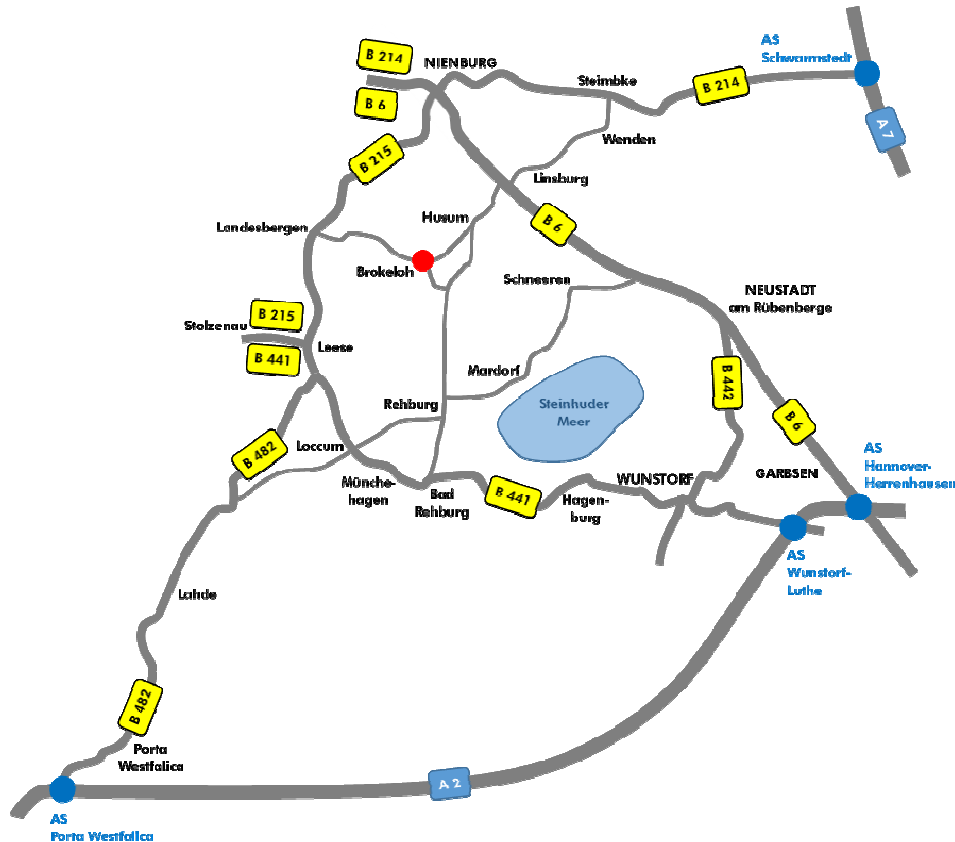 AS
Schwarmstedt
B 214
NIENBURG
B 6
Steimbke
B 214
A 7
Wenden
B 215
Linsburg
Husum
B 6
Landesbergen
Brokeloh
Schneeren
NEUSTADT
am Rübenberge
B 215
Stolzenau
Leese
B 441
Mardorf
B 442
Rehburg
Steinhuder
Meer
B 6
B 482
Loccum
AS
Hannover-
Herrenhausen
GARBSEN
Münche-
hagen
Bad
Rehburg
B 441
Hagen-
burg
WUNSTORF
AS
Wunstorf-
Luthe
Lahde
B 482
Porta
Westfalica
A 2
AS
Porta Westfalica